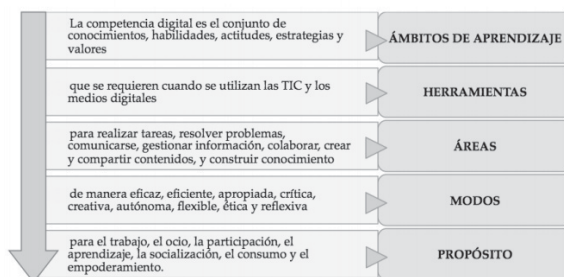 La competencia digital es el conjunto de
conocimientos, habilidades, actitudes, estrategias y
valores
ÁMBITOS DE APRENDIZAJE
que se requieren cuando se utilizan las TIC y los
medios digitales
HERRAMIENTAS
para realizar tareas, resolver problemas,
comunicarse, gestionar información, colaborar, crear
y compartir contenidos, y construir conocimiento
ÁREAS
de manera eficaz, eficiente, apropiada, crítica,
creativa, autónoma, flexible, ética y reflexiva
MODOS
para el trabajo, el ocio, la participación, el
aprendizaje, la socialización, el consumo y el
empoderamiento.
PROPÓSITO